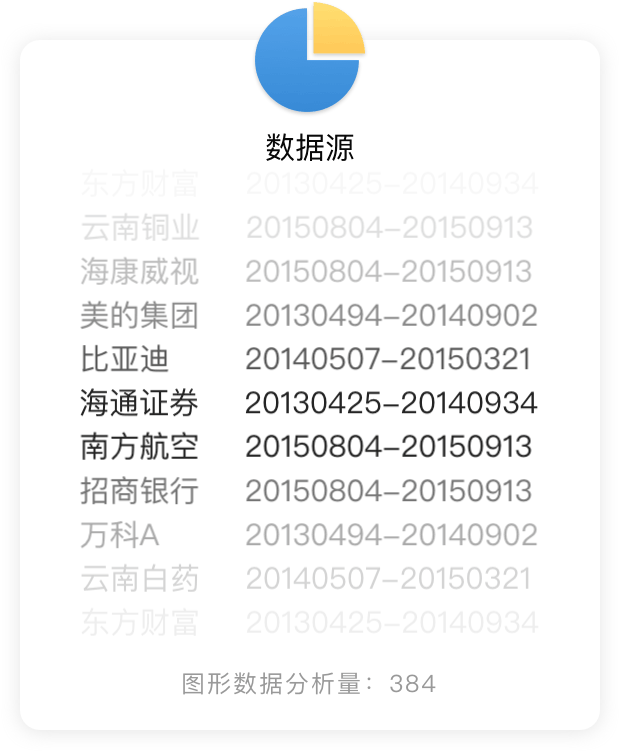 数据源
东方财富 20130425-20140934
云南铜业 20150804-20150913
海康威视 20150804-20150913
美的集团 20130494-20140902
比亚迪 20140507-20150321
海通证券 20130425-20140934
南方航空 20150804-20150913
招商银行 20150804-20150913
万科A 20130494-20140902
云南白药 20140507-20150321
东方财富 20130425-20140934
图形数据分析量：384